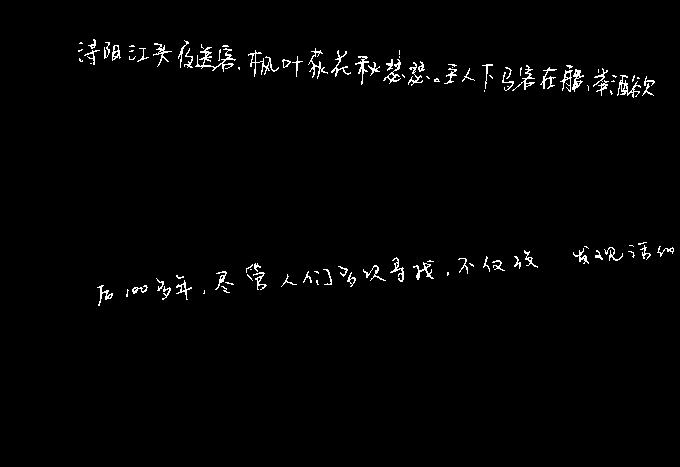 浔阳江头夜送客,枫叶荻花秋瑟瑟。主人下马客在船,举酒欲
后100多年,尽管人们多次寻找,不仅没 发现活的